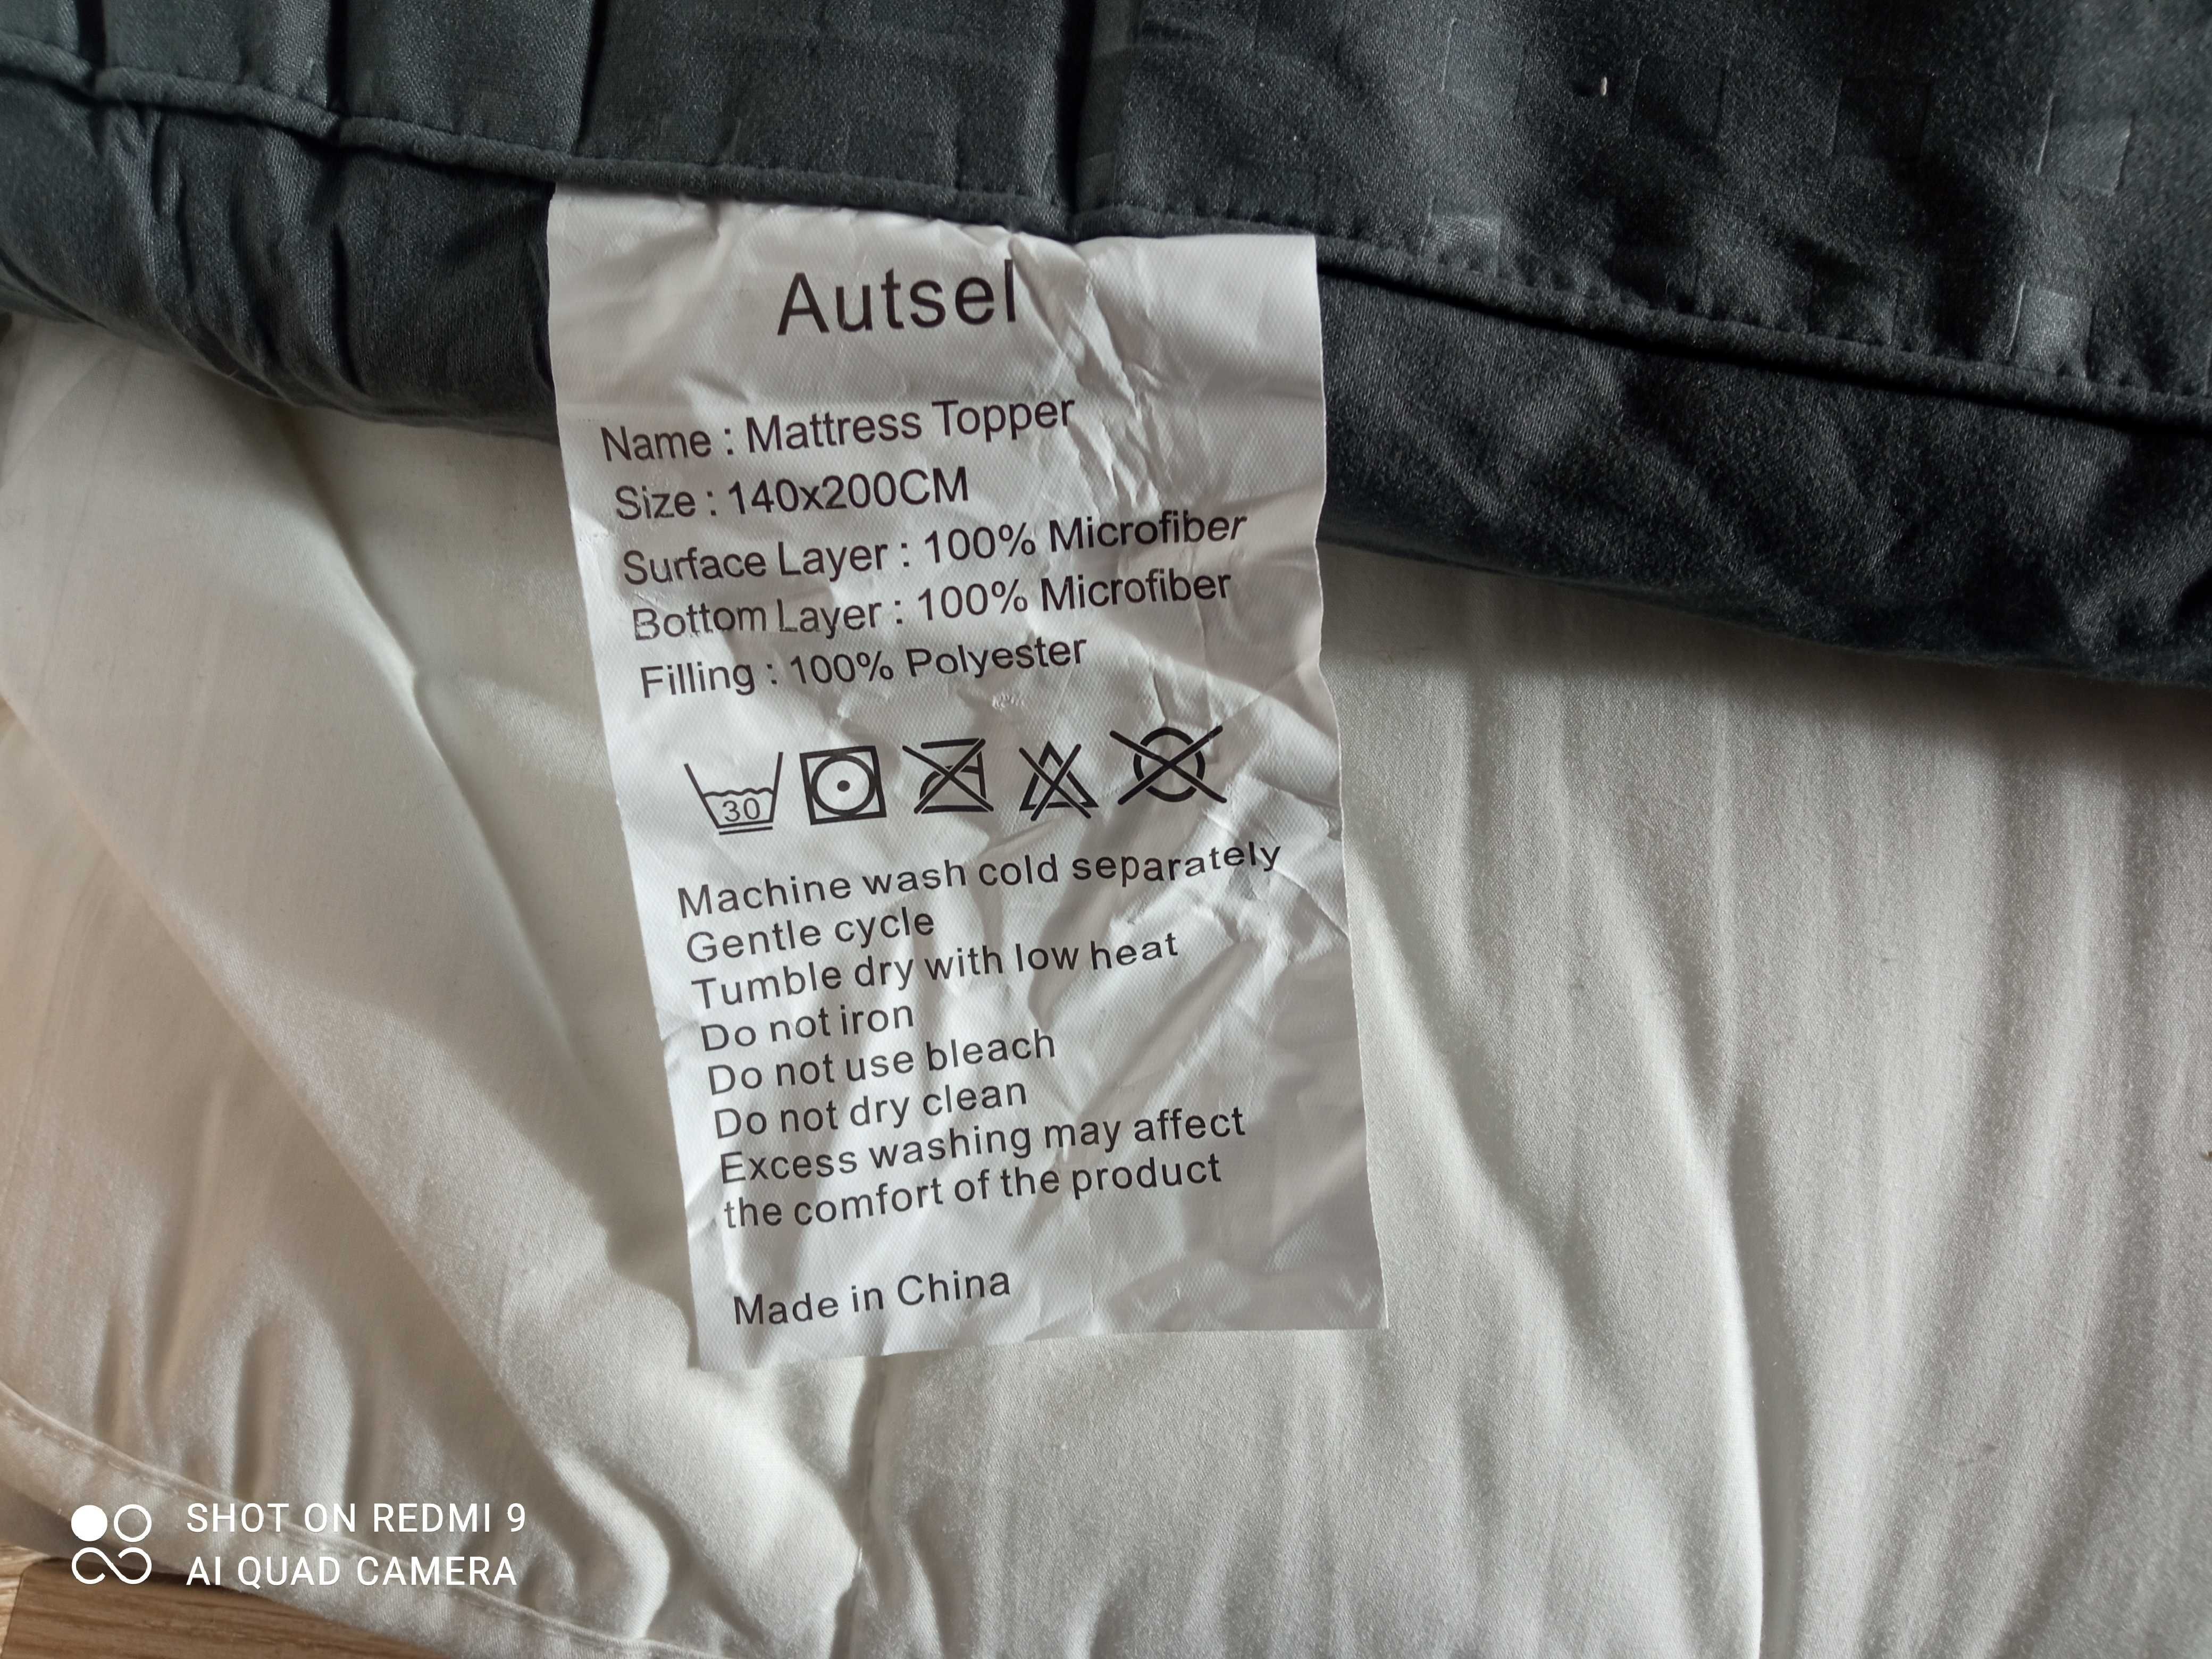 Autsel
Name : Mattress Topper
Size : 140x200CM
Surface Layer : 100% Microfiber
Bottom Layer : 100% Microfiber
Filling : 100% Polyester
30
Machine wash cold separately
Gentle cycle
Tumble dry with low heat
Do not iron
Do not use bleach
Do not dry clean
Excess washing may affect
the comfort of the product
Made in China
SHOT ON REDMI 9
AI QUAD CAMERA